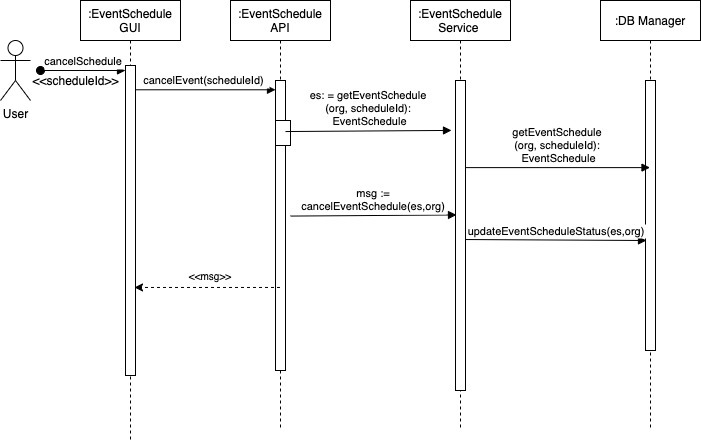 :EventSchedule
GUI
:EventSchedule
API
:EventSchedule
Service
:DB Manager
cancelSchedule
<<scheduleId>>
User
cancelEvent(scheduleId)
es: = getEventSchedule
(org, scheduleId):
EventSchedule
getEventSchedule
(org, scheduleId):
EventSchedule
msg :=
cancelEventSchedule(es,org)
updateEventScheduleStatus(es,org)
<<msg>>